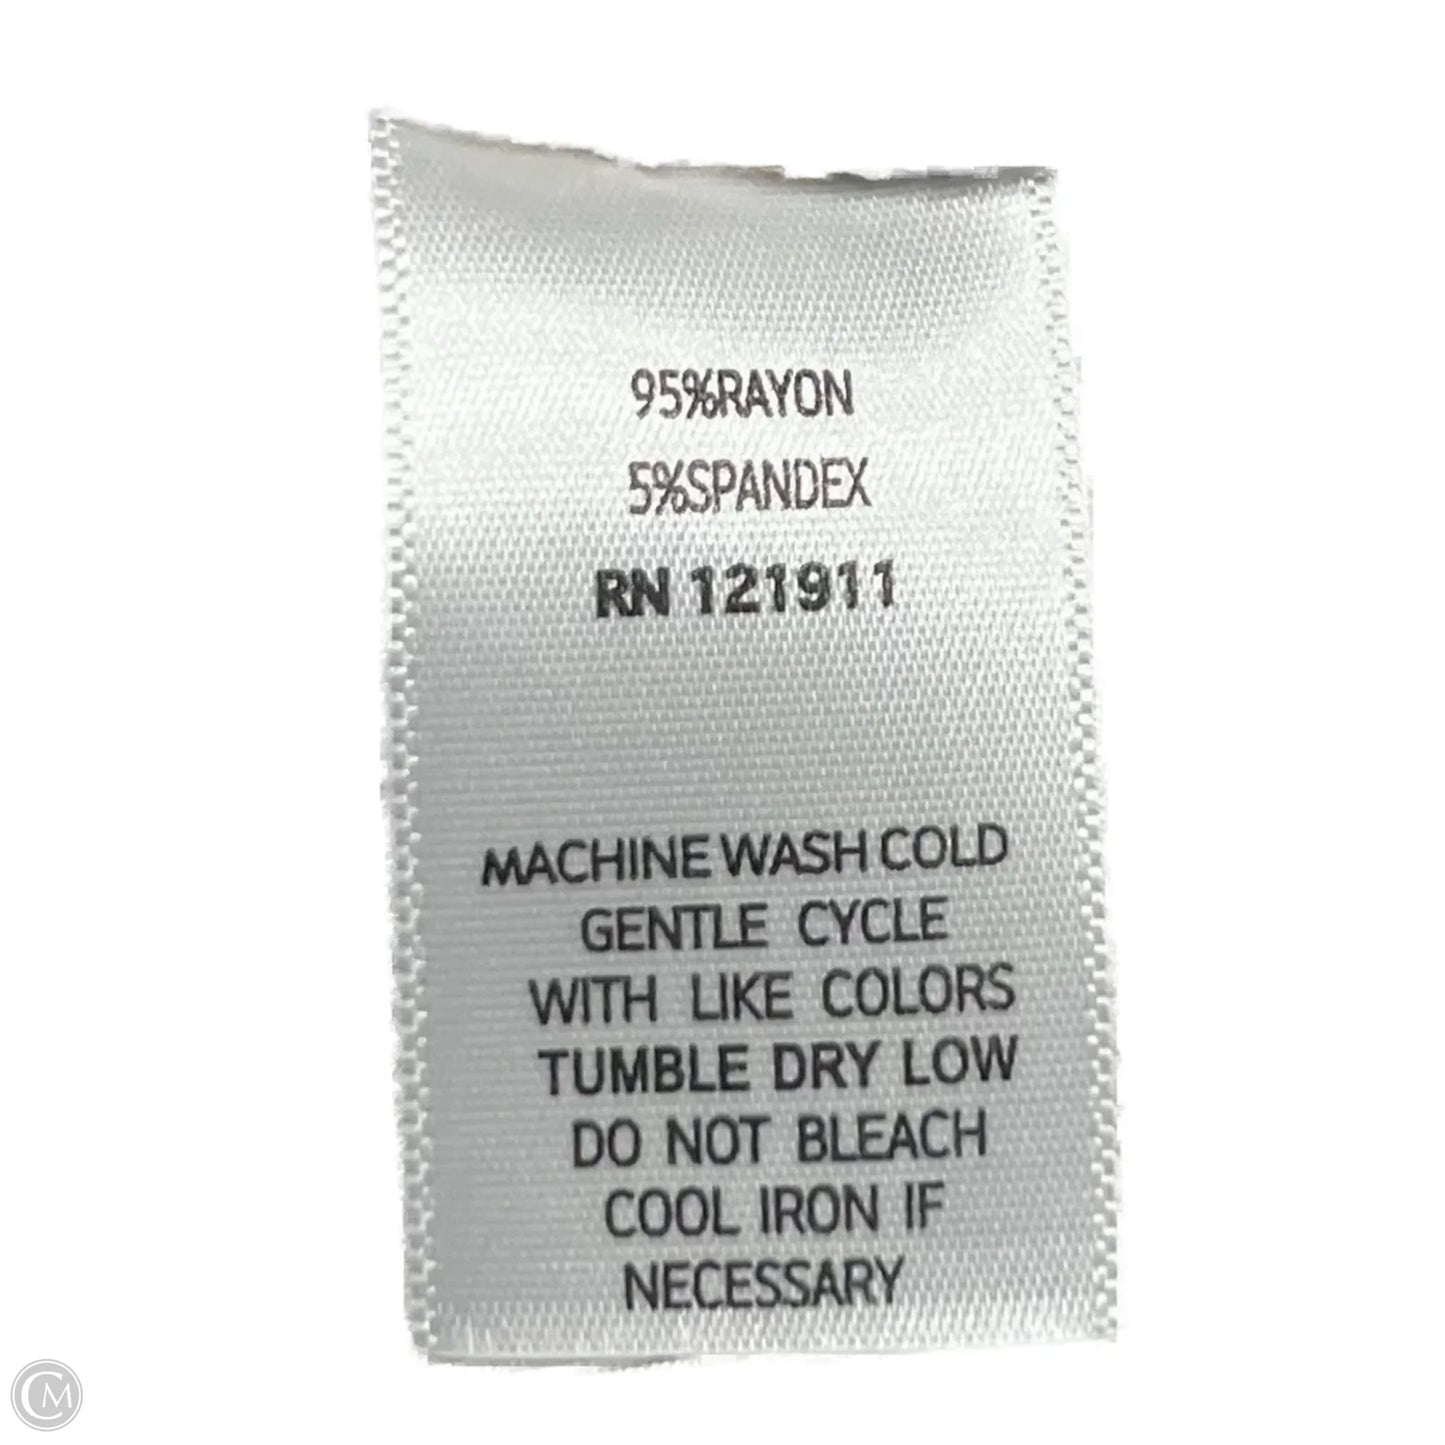 95%RAYON
5%SPANDEX
RN 121911
MACHINE WASH COLD
GENTLE CYCLE
WITH LIKE COLORS
TUMBLE DRY LOW
DO NOT BLEACH
COOL IRON IF
NECESSARY
CM